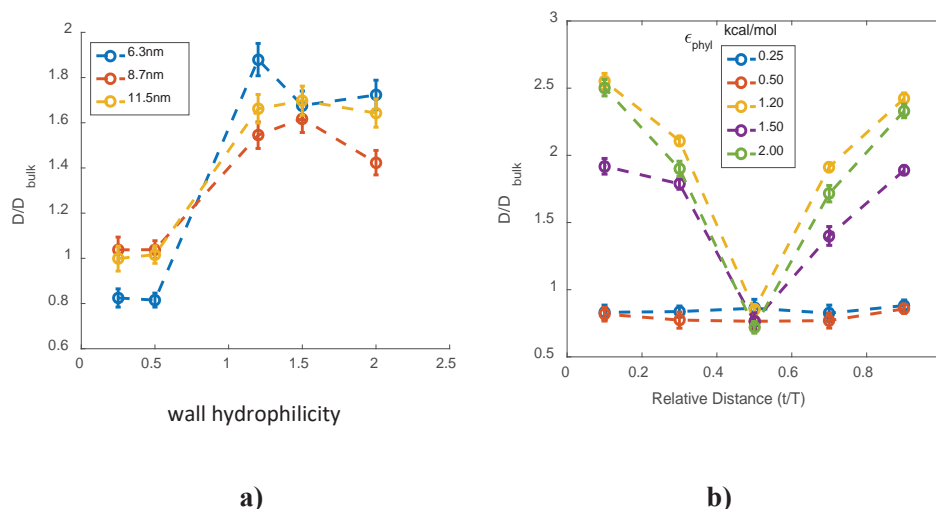 2
1.8
1.6
1.4
1.2
1
0.8
0.6
D/D bulk
6.3nm
8.7nm
11.5nm
0 0.5 1 1.5 2 2.5
wall hydrophilicity
a)
ϵphyl kcal/mol
0.25
0.50
1.20
1.50
2.00
2.5
2
1.5
1
0.5
D/D bulk
0 0.2 0.4 0.6 0.8
Relative Distance (t/T)
b)